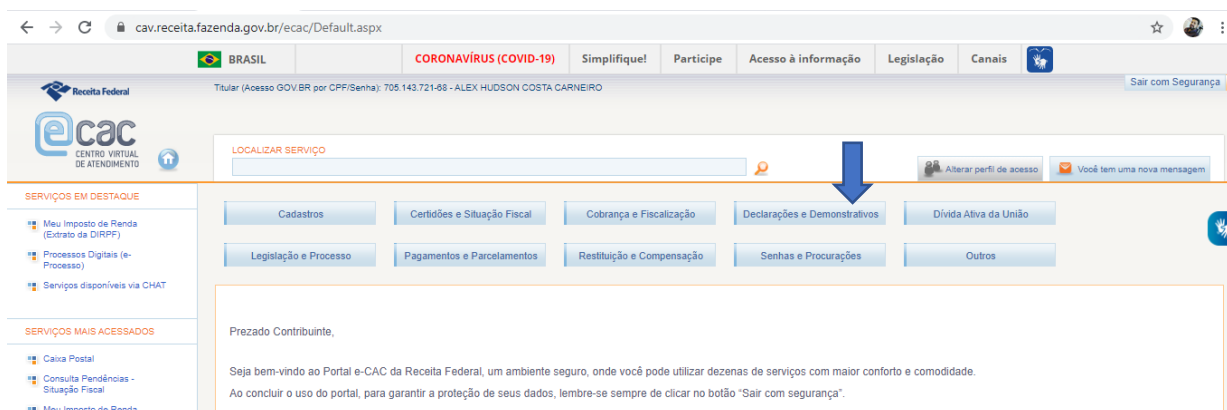 cav.receita.fazenda.gov.br/ecac/Default.aspx
BRASIL
CORONAVÍRUS (COVID-19)
Simplifique!
Participe
Acesso à informação
Legislação
Canais
Receita Federal
Titular (Acesso GOV.BR por CPF/Senha): 705.143.721-68 - ALEX HUDSON COSTA CARNEIRO
Sair com Segurança
ecac
CENTRO VIRTUAL
DE ATENDIMENTO
LOCALIZAR SERVIÇO
Alterar perfil de acesso
Você tem uma nova mensagem
SERVIÇOS EM DESTAQUE
Meu Imposto de Renda
(Extrato da DIRPF)
Processos Digitais (e-
Processo)
Serviços disponíveis via CHAT
SERVIÇOS MAIS ACESSADOS
Caixa Postal
Consulta Pendências -
Situação Fiscal
Meu Imposto de Renda
Cadastros
Certidões e Situação Fiscal
Cobrança e Fiscalização
Declarações e Demonstrativos
Dívida Ativa da União
Legislação e Processo
Pagamentos e Parcelamentos
Restituição e Compensação
Senhas e Procurações
Outros
Prezado Contribuinte,
Seja bem-vindo ao Portal e-CAC da Receita Federal, um ambiente seguro, onde você pode utilizar dezenas de serviços com maior conforto e comodidade.
Ao concluir o uso do portal, para garantir a proteção de seus dados, lembre-se sempre de clicar no botão “Sair com segurança”.